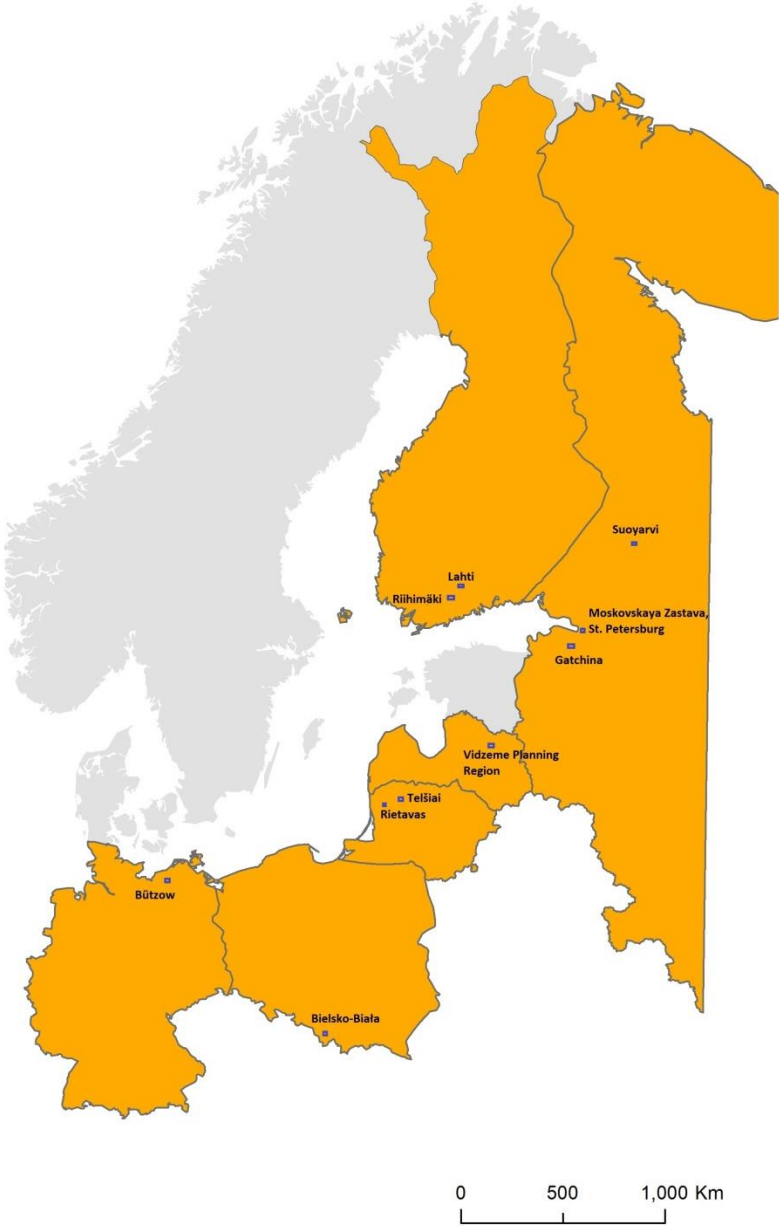 Suoyarvi
Lahti
Riihimäki
Moskovskaya Zastava,
St. Petersburg
Gatchina
Vidzeme Planning
Region
Telšiai
Rietavas
Bützow
Bielsko-Biała
0 500 1,000 Km